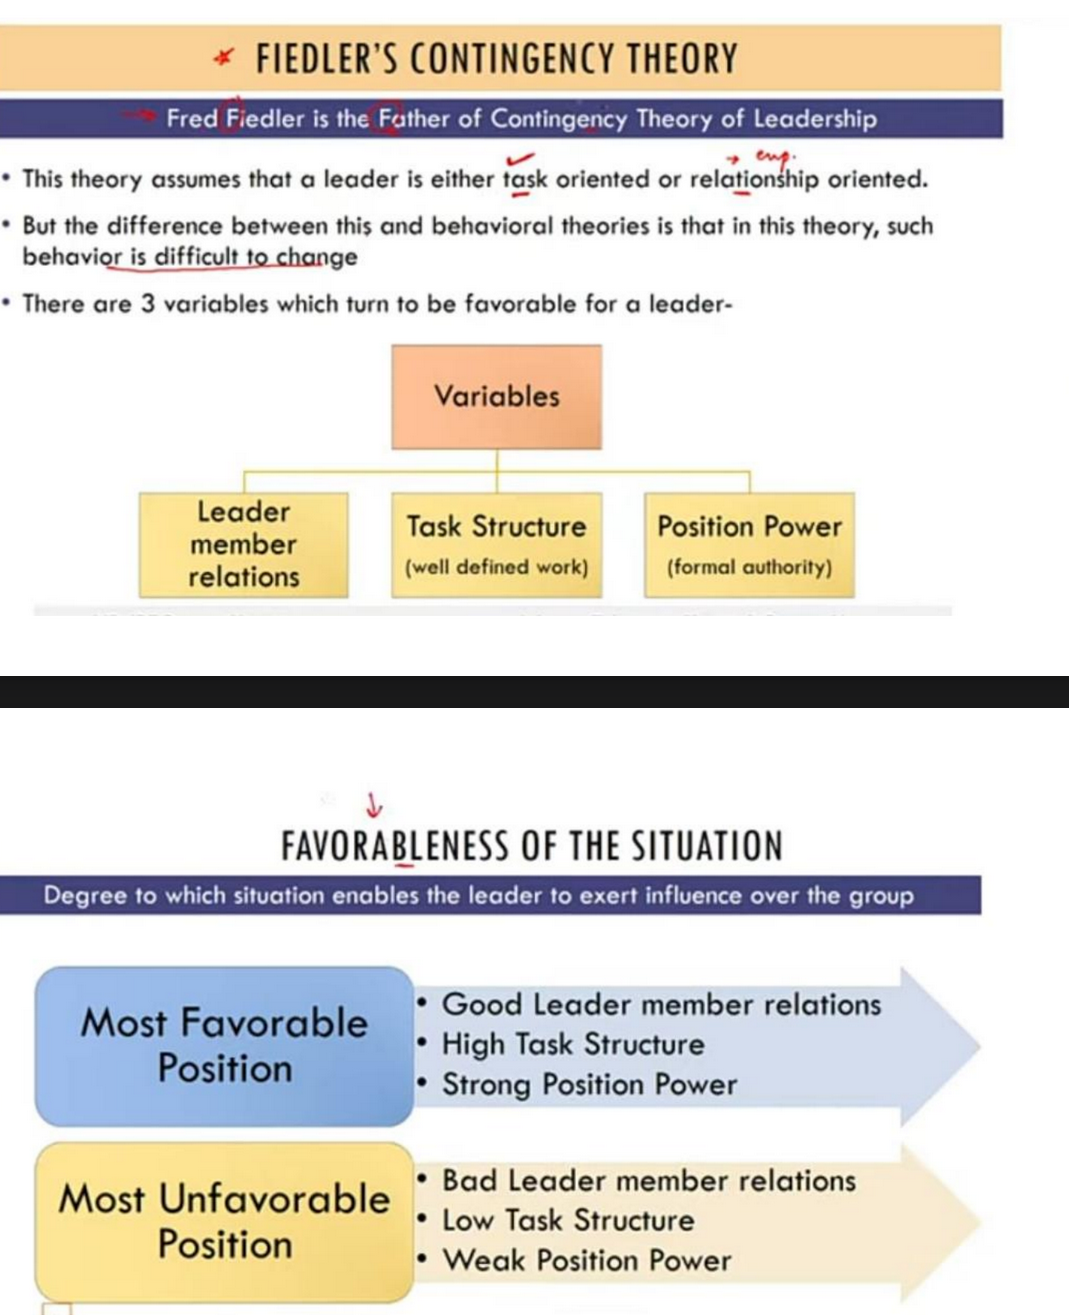 FIEDLER'S CONTINGENCY THEORY
Fred Fiedler is the Father of Contingency Theory of Leadership
emp.
• This theory assumes that a leader is either task oriented or relationship oriented.
• But the difference between this and behavioral theories is that in this theory, such
behavior is difficult to change
• There are 3 variables which turn to be favorable for a leader-
Variables
Leader
member
relations
Task Structure
(well defined work)
Position Power
(formal authority)
FAVORABLENESS OF THE SITUATION
Degree to which situation enables the leader to exert influence over the group
Most Favorable
Position
• Good Leader member relations
• High Task Structure
• Strong Position Power
Most Unfavorable
Position
• Bad Leader member relations
• Low Task Structure
• Weak Position Power